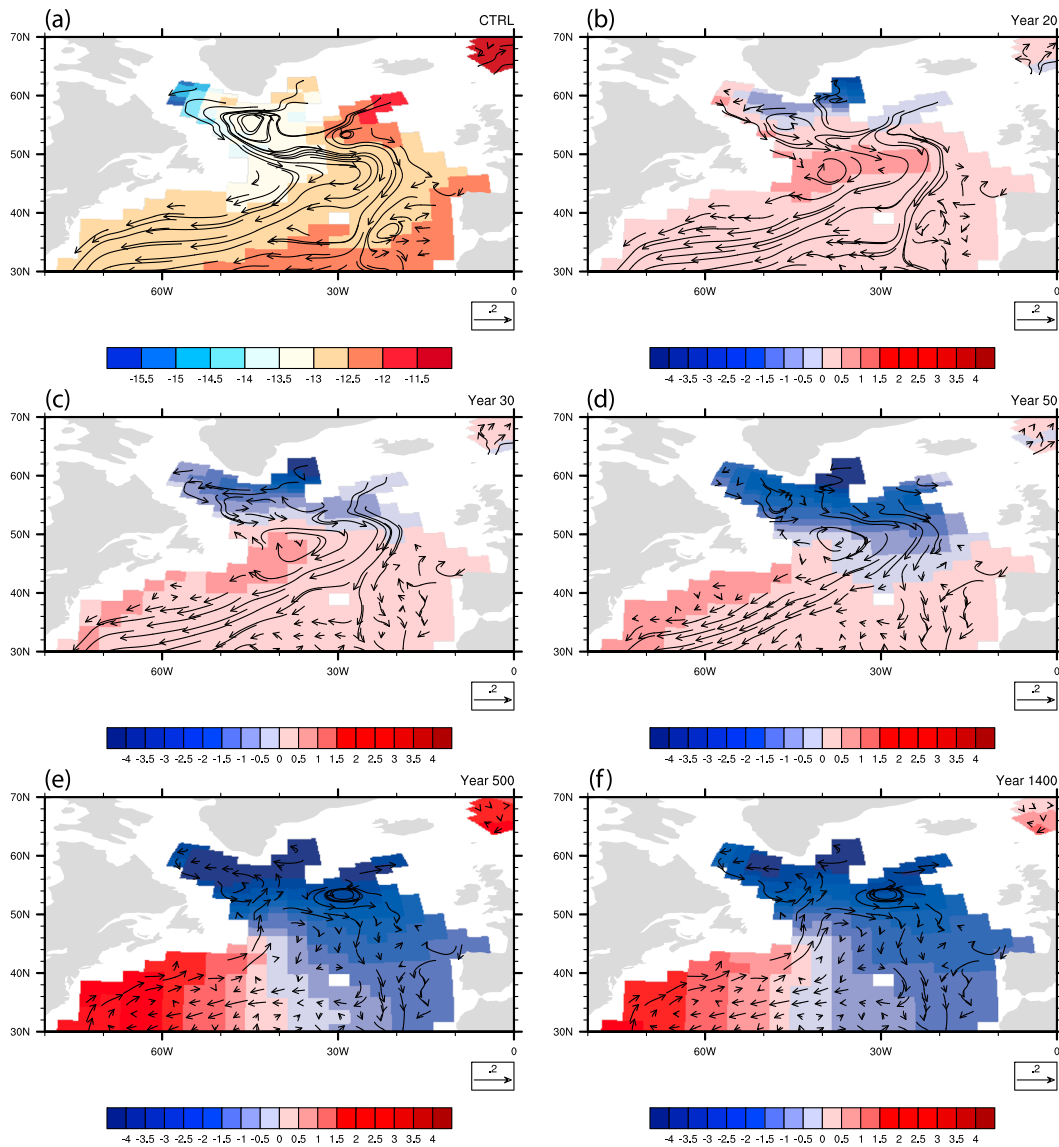 (a) CTRL (b) Year 20
70N 70N
60N 60N
50N 50N
40N 40N
30N 30N
60W 30W 0 60W 30W 0
.2 .2
-15.5 -15 -14.5 -14 -13.5 -13 -12.5 -12 -11.5 -4 -3.5 -3 -2.5 -2 -1.5 -1 -0.5 0 0.5 1 1.5 2 2.5 3 3.5 4
(c) Year 30 (d) Year 50
70N 70N
60N 60N
50N 50N
40N 40N
30N 30N
60W 30W 0 60W 30W 0
.2 .2
-4 -3.5 -3 -2.5 -2 -1.5 -1 -0.5 0 0.5 1 1.5 2 2.5 3 3.5 4 -4 -3.5 -3 -2.5 -2 -1.5 -1 -0.5 0 0.5 1 1.5 2 2.5 3 3.5 4
(e) Year 500 (f) Year 1400
70N 70N
60N 60N
50N 50N
40N 40N
30N 30N
60W 30W 0 60W 30W 0
.2 .2
-4 -3.5 -3 -2.5 -2 -1.5 -1 -0.5 0 0.5 1 1.5 2 2.5 3 3.5 4 -4 -3.5 -3 -2.5 -2 -1.5 -1 -0.5 0 0.5 1 1.5 2 2.5 3 3.5 4